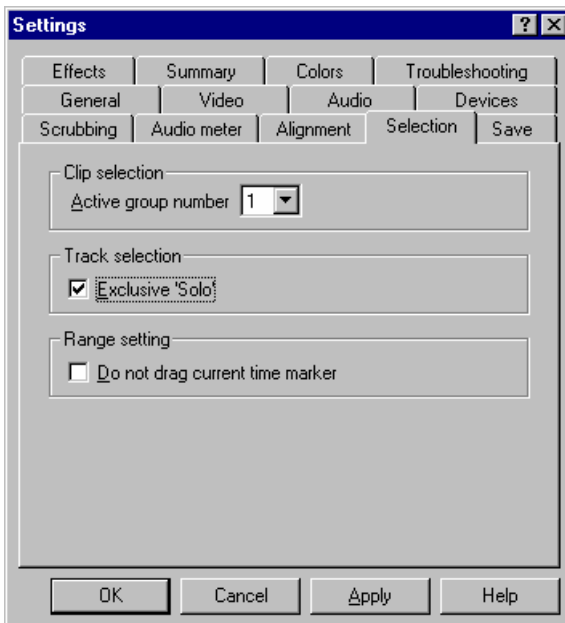 Settings
Effects Summary Colors Troubleshooting
General Video Audio Devices
Scrubbing Audio meter Alignment Selection Save
Clip selection
Active group number 1
Track selection
Exclusive 'Solo'
Range setting
Do not drag current time marker
OK Cancel Apply Help